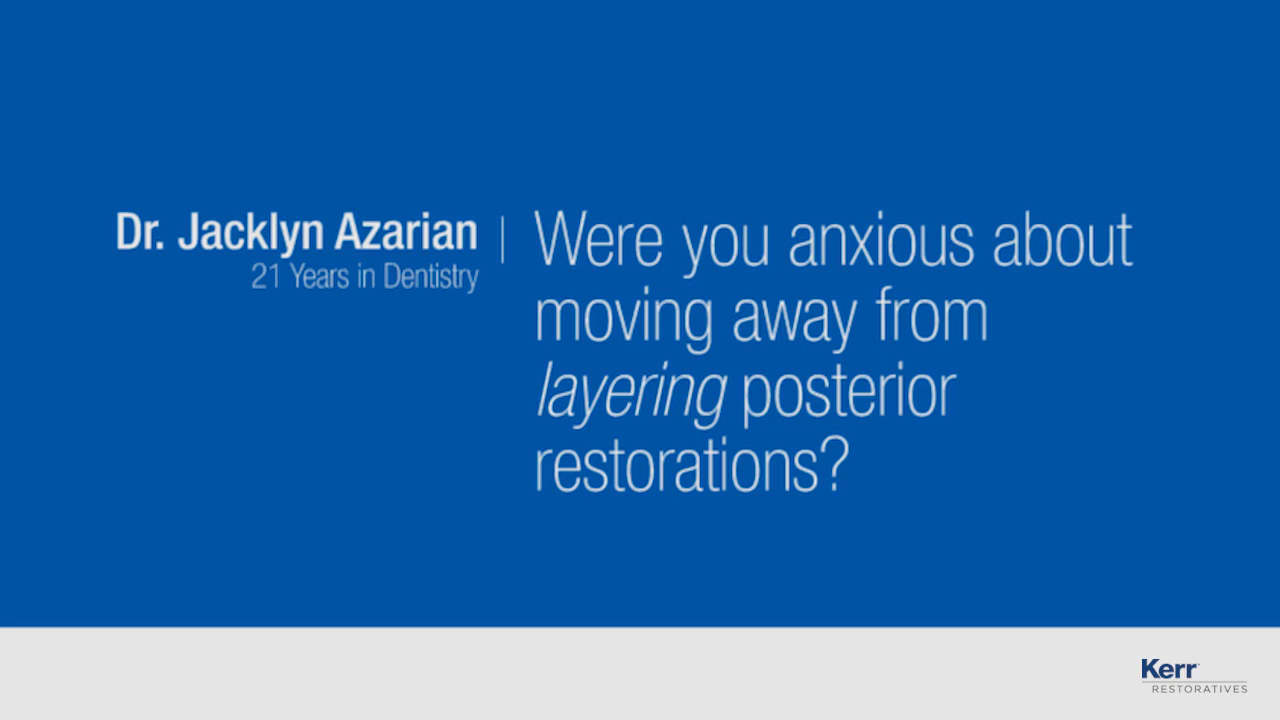 Dr. Jacklyn Azarian
21 Years in Dentistry
Were you anxious about
moving away from
layering posterior
restorations?
Kerr
RESTORATIVES